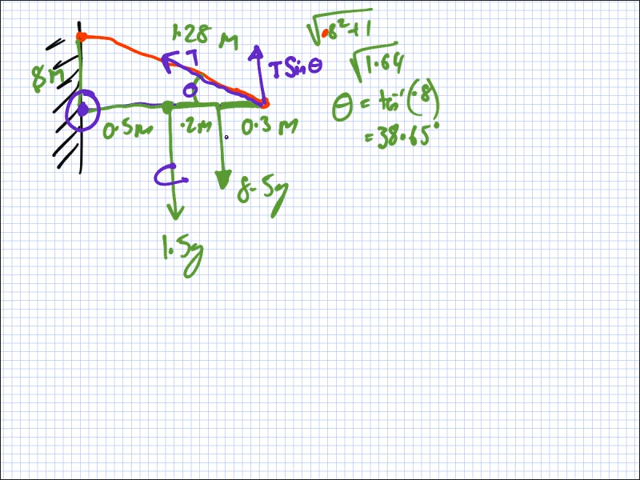 1.28 M
√.8²+1
√1.64
8M
T
θ
T Sin θ
θ = tan⁻¹(.8)
= 38.65°
0.5M
.2M
0.3 M
8.5g
1.5g